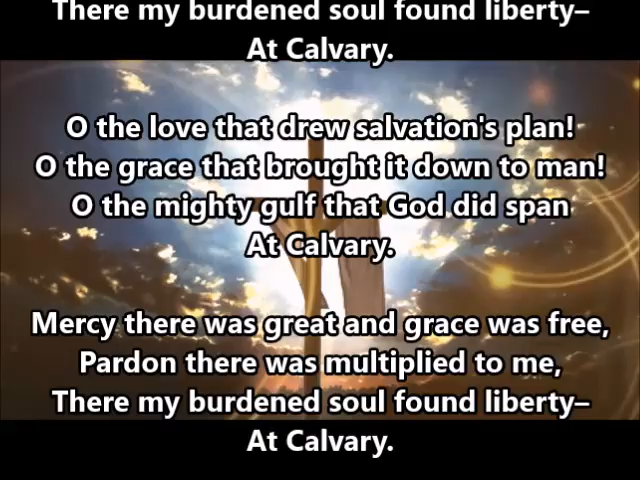 There my burdened soul found liberty–
At Calvary.
O the love that drew salvation's plan!
O the grace that brought it down to man!
O the mighty gulf that God did span
At Calvary.
Mercy there was great and grace was free,
Pardon there was multiplied to me,
There my burdened soul found liberty–
At Calvary.